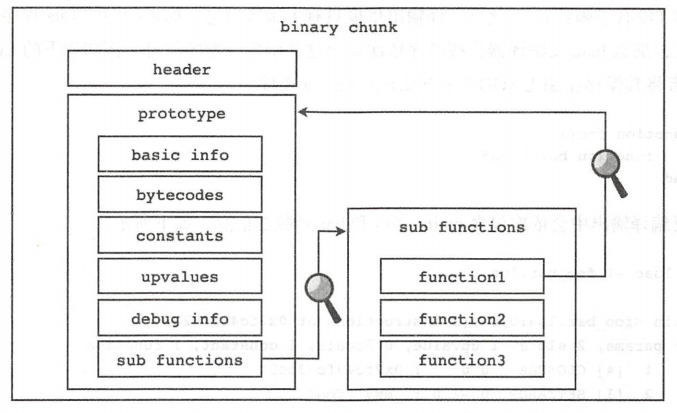 binary chunk
header
prototype
basic info
bytecodes
constants
upvalues
debug info
sub functions
sub functions
function1
function2
function3